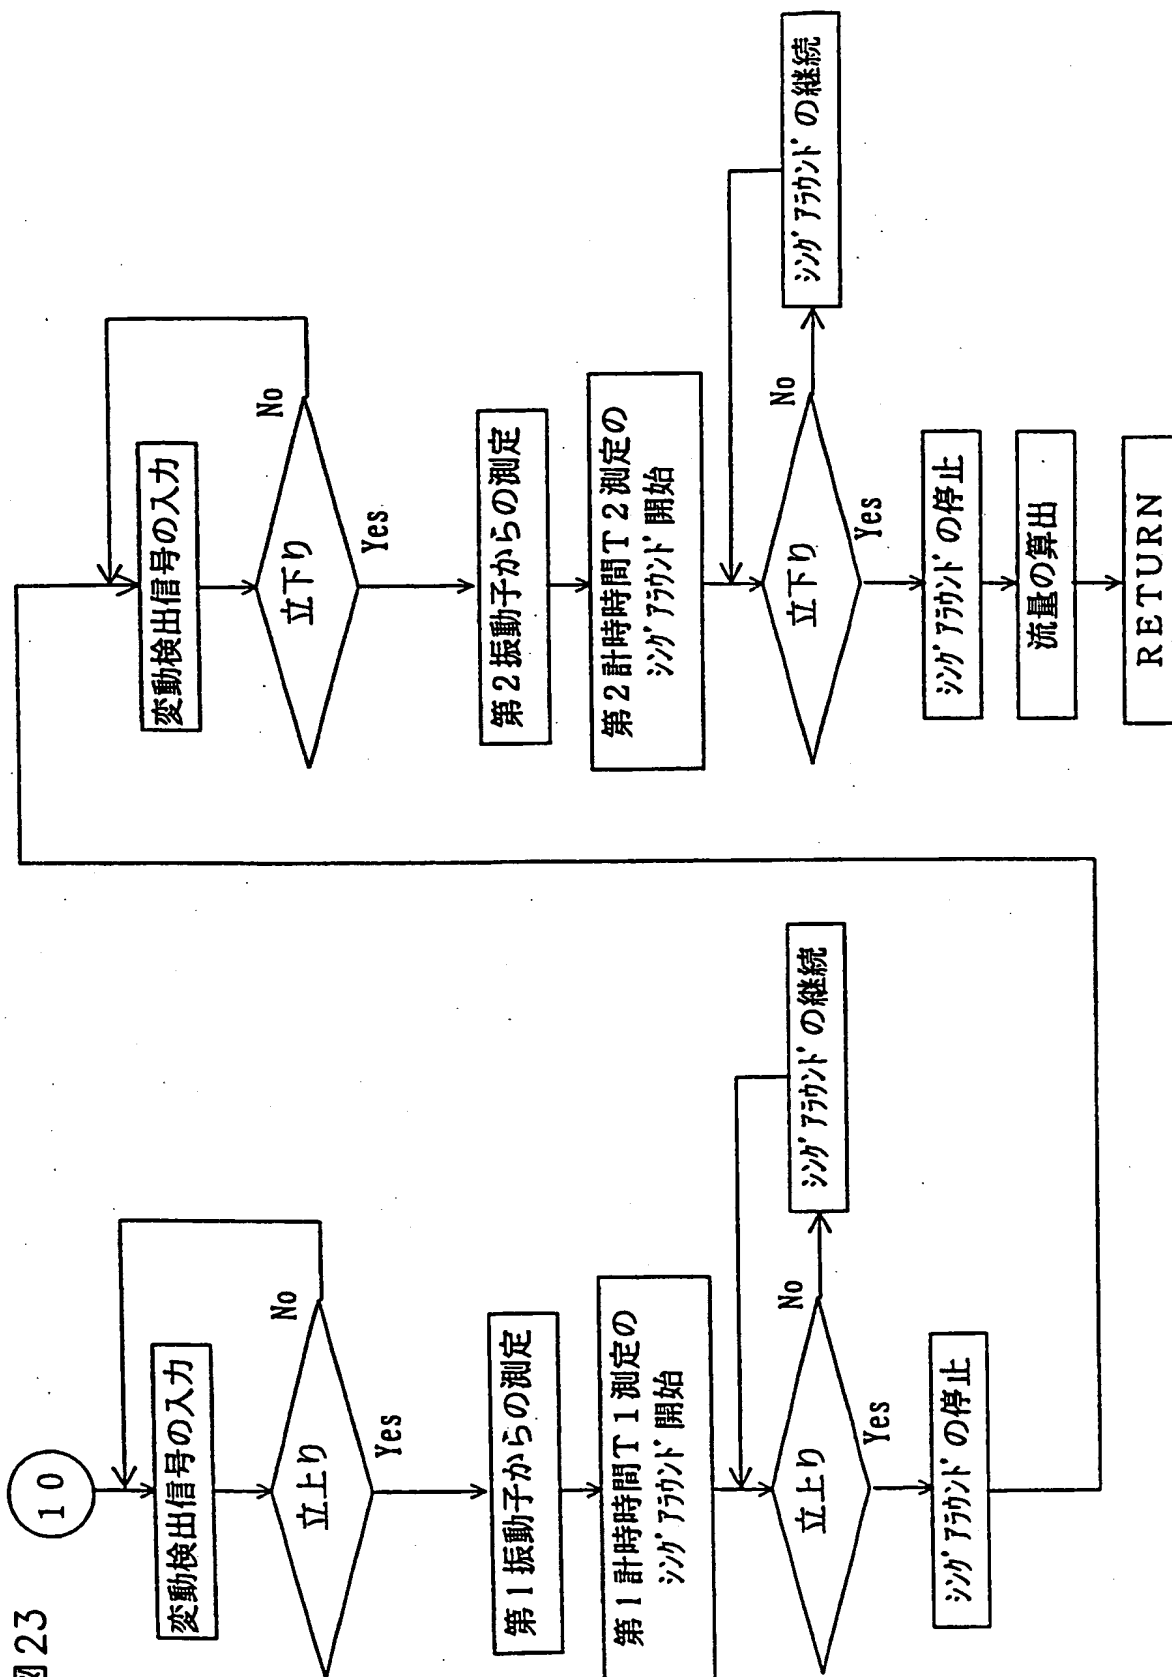 図23
10
変動検出信号の入力
立上り
No
Yes
第1振動子からの測定
第1計時時間T1測定の
シングアラウンド開始
立上り
No
シングアラウンドの継続
Yes
シングアラウンドの停止
変動検出信号の入力
立下り
No
Yes
第2振動子からの測定
第2計時時間T2測定の
シングアラウンド開始
立下り
No
シングアラウンドの継続
Yes
シングアラウンドの停止
流量の算出
RETURN